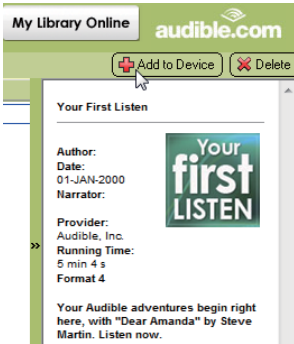 My Library Online
audible.com
Add to Device
Delete
Your First Listen
Author:
Date:
01-JAN-2000
Narrator:
Your
first
LISTEN
Provider:
Audible, Inc.
Running Time:
5 min 4 s
Format 4
»
Your Audible adventures begin right
here, with "Dear Amanda" by Steve
Martin. Listen now.